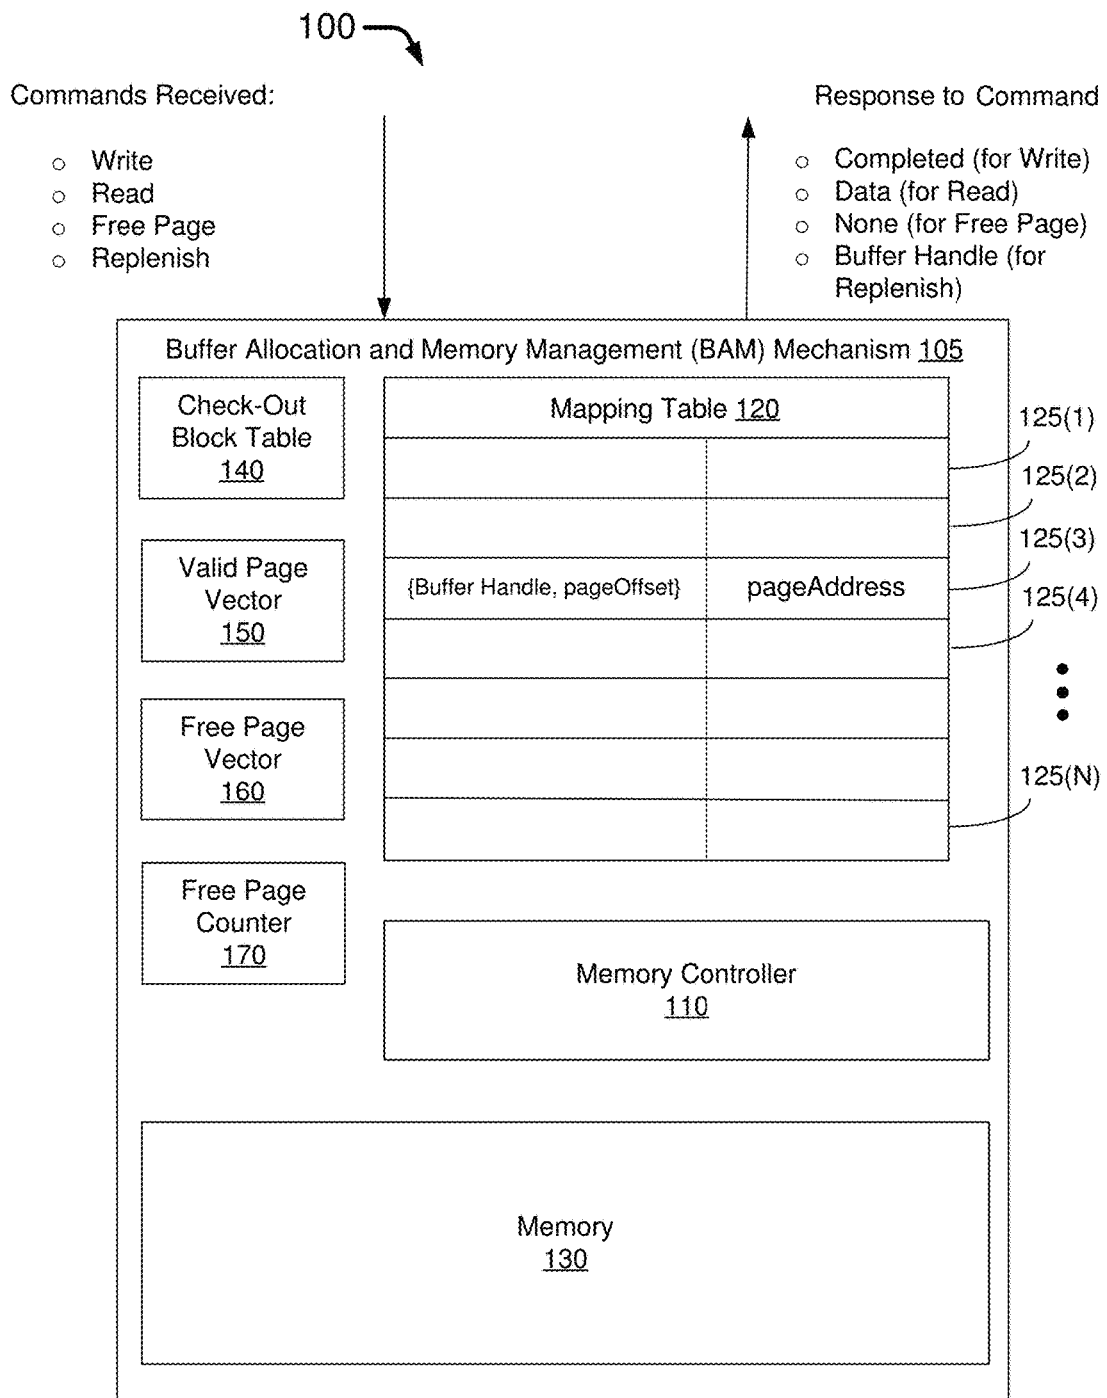 100
Commands Received:
○ Write
○ Read
○ Free Page
○ Replenish
Response to Command
○ Completed (for Write)
○ Data (for Read)
○ None (for Free Page)
○ Buffer Handle (for
Replenish)
Buffer Allocation and Memory Management (BAM) Mechanism 105
Check-Out
Block Table
140
Valid Page
Vector
150
Free Page
Vector
160
Free Page
Counter
170
Mapping Table 120
{Buffer Handle, pageOffset} pageAddress
125(1)
125(2)
125(3)
125(4)
125(N)
Memory Controller
110
Memory
130